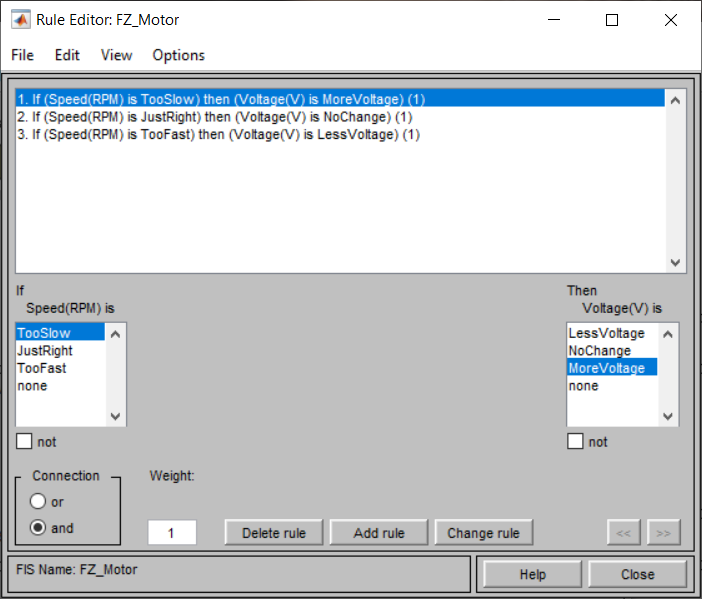 Rule Editor: FZ_Motor
File Edit View Options
1. If (Speed(RPM) is TooSlow) then (Voltage(V) is MoreVoltage) (1)
2. If (Speed(RPM) is JustRight) then (Voltage(V) is NoChange) (1)
3. If (Speed(RPM) is TooFast) then (Voltage(V) is LessVoltage) (1)
If
Speed(RPM) is
TooSlow
JustRight
TooFast
none
not
Then
Voltage(V) is
LessVoltage
NoChange
MoreVoltage
none
not
Connection
or
and
Weight:
1
Delete rule Add rule Change rule << >>
FIS Name: FZ_Motor
Help Close